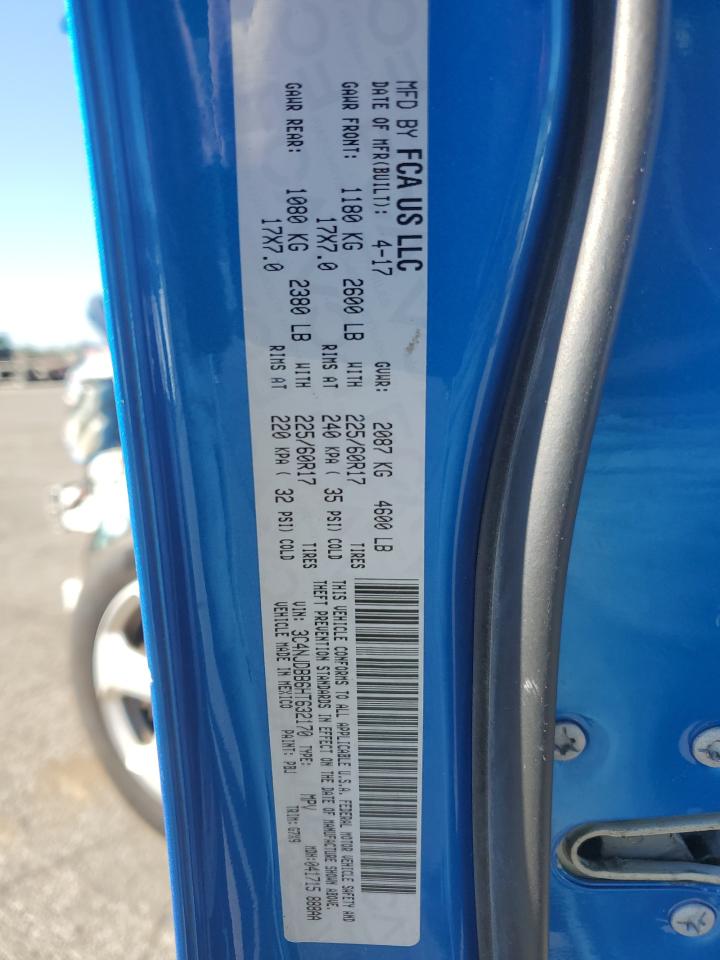 MFD BY FCA US LLC
DATE OF MFR(BUILT): 4-17 GVWR: 2087 KG 4600 LB
GAWR FRONT: 1180 KG 2600 LB WITH 225/60R17 TIRES
17X7.0 RIMS AT 240 KPA ( 35 PSI) COLD
GAWR REAR: 1080 KG 2380 LB WITH 225/60R17 TIRES
17X7.0 RIMS AT 220 KPA ( 32 PSI) COLD
THIS VEHICLE CONFORMS TO ALL APPLICABLE U.S.A. FEDERAL MOTOR VEHICLE SAFETY AND
THEFT PREVENTION STANDARDS IN EFFECT ON THE DATE OF MANUFACTURE SHOWN ABOVE.
VIN: 3C4NJDBB6HT632170 TYPE: MPV MDH:041715 888AA
VEHICLE MADE IN MEXICO PAINT: PBJ TRIM:G7X9